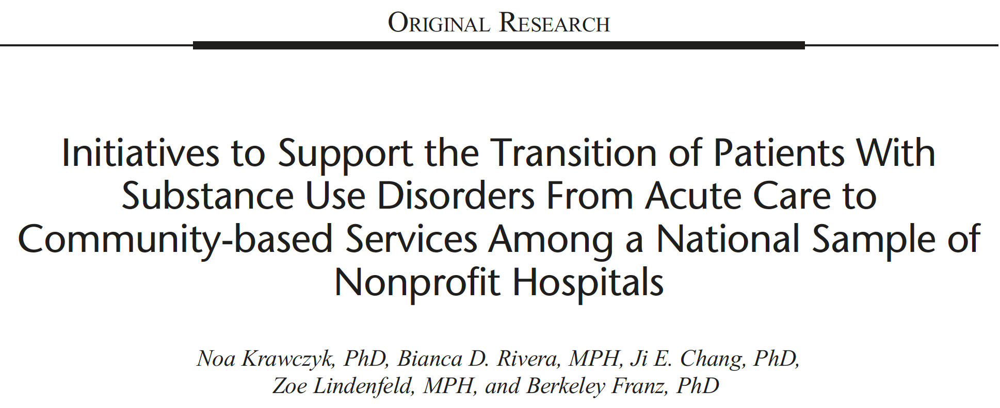 ORIGINAL RESEARCH
Initiatives to Support the Transition of Patients With
Substance Use Disorders From Acute Care to
Community-based Services Among a National Sample of
Nonprofit Hospitals
Noa Krawczyk, PhD, Bianca D. Rivera, MPH, Ji E. Chang, PhD,
Zoe Lindenfeld, MPH, and Berkeley Franz, PhD